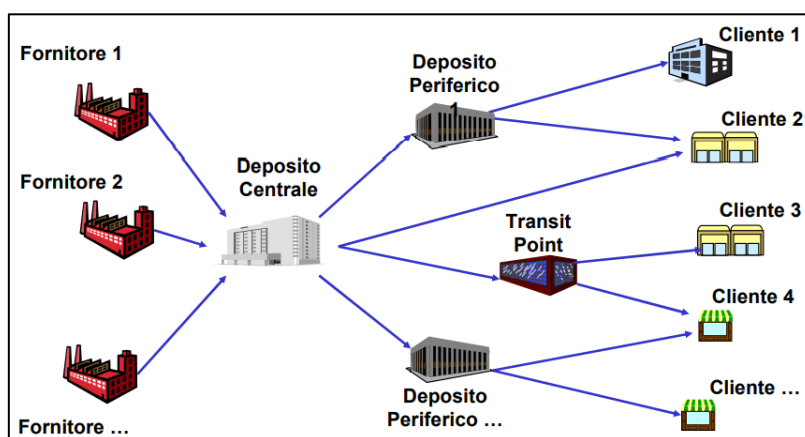 Fornitore 1
Fornitore 2
Fornitore ...
Deposito
Centrale
Deposito
Periferico
1
Transit
Point
Deposito
Periferico ...
Cliente 1
Cliente 2
Cliente 3
Cliente 4
Cliente ...